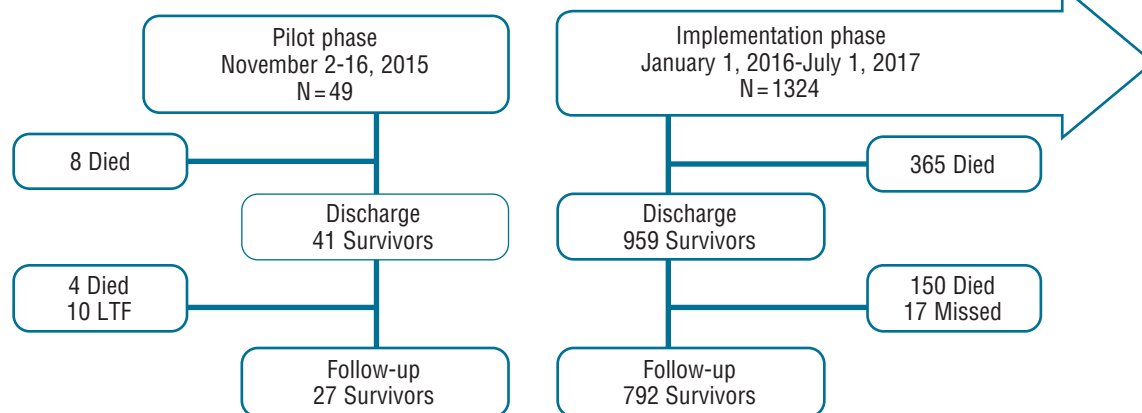 Pilot phase
November 2-16, 2015
N=49
8 Died
Discharge
41 Survivors
4 Died
10 LTF
Follow-up
27 Survivors
Implementation phase
January 1, 2016-July 1, 2017
N=1324
365 Died
Discharge
959 Survivors
150 Died
17 Missed
Follow-up
792 Survivors